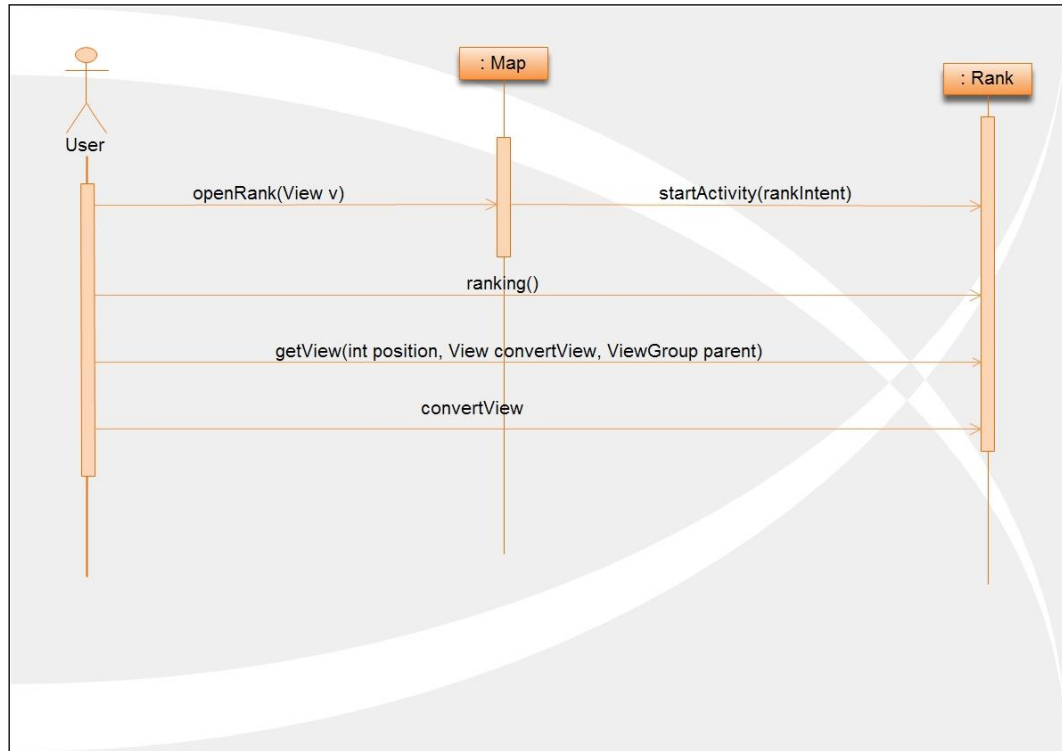 : Map
: Rank
User
openRank(View v)
startActivity(rankIntent)
ranking()
getView(int position, View convertView, ViewGroup parent)
convertView